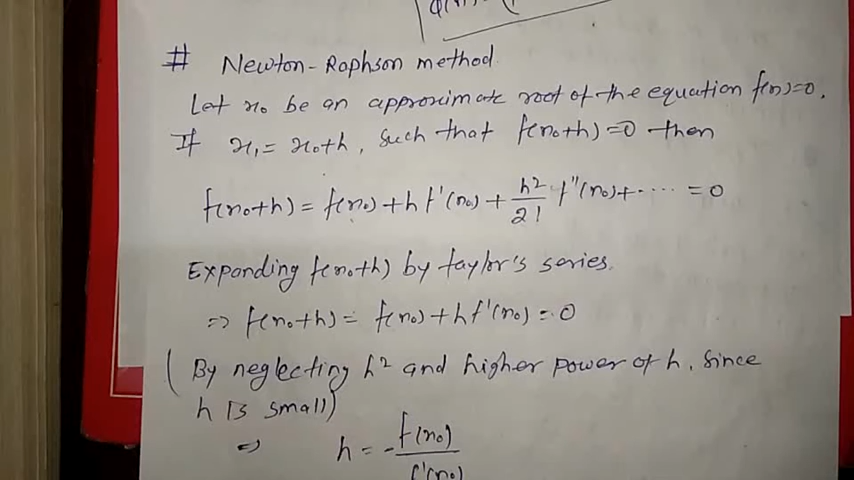 # Newton-Raphson method
Let x₀ be an approximate root of the equation f(x)=0.
If x₁ = x₀+h, such that f(x₀+h)=0 then
f(x₀+h) = f(x₀)+h f'(x₀) + h²/2! f''(x₀)+..... = 0
Expanding f(x₀+h) by taylor's series.
=> f(x₀+h) = f(x₀)+h f'(x₀) = 0
(By neglecting h² and higher power of h, since
h is small)
=> h = - f(x₀)/f'(x₀)